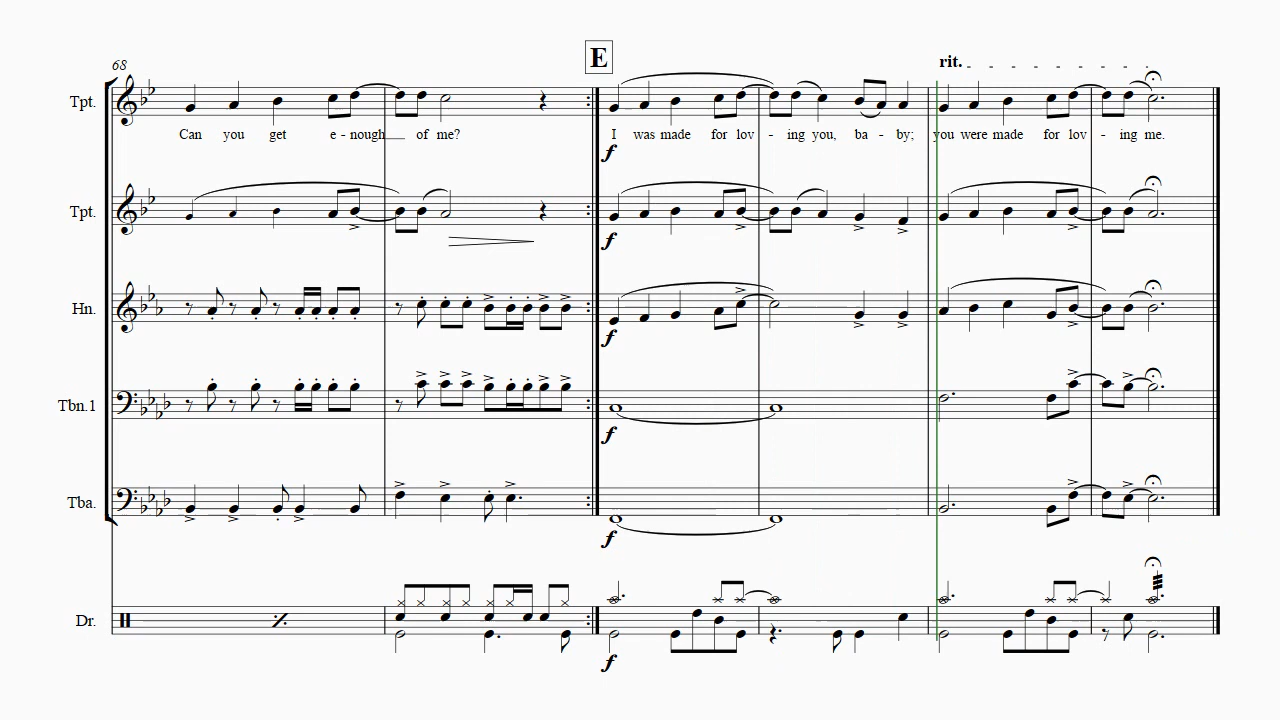 E
68
rit.
Tpt.
Can you get e - nough of me? I was made for lov - ing you, ba - by; you were made for lov - ing me.
f
Tpt.
f
Hn.
f
Tbn.1
f
Tba.
f
Dr.
f